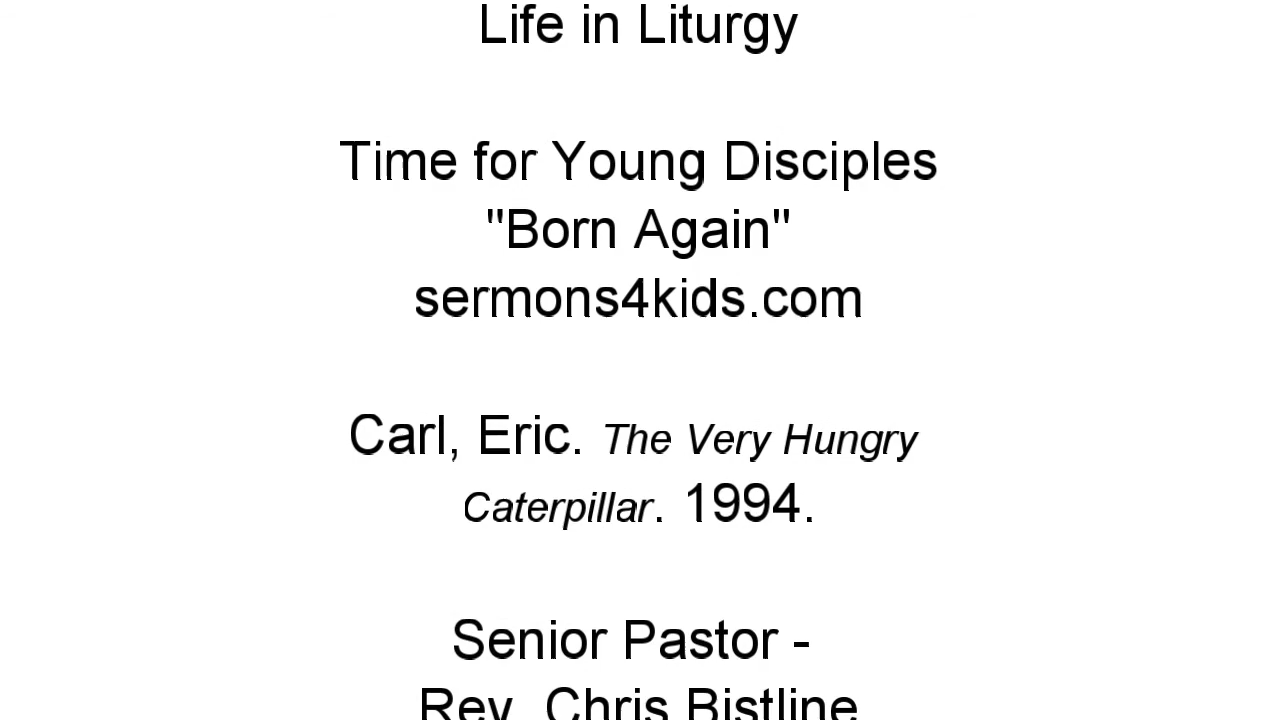 Life in Liturgy
Time for Young Disciples
"Born Again"
sermons4kids.com
Carl, Eric. The Very Hungry
Caterpillar. 1994.
Senior Pastor -
Rev. Chris Bistline